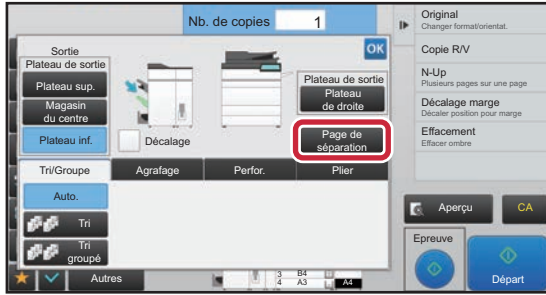 Nb. de copies 1
Sortie
Plateau de sortie
Plateau sup.
Magasin
du centre
Plateau inf.
Décalage
OK
Plateau de sortie
Plateau
de droite
Page de
séparation
Tri/Groupe
Agrafage
Perfor.
Plier
Auto.
Tri
Tri
groupé
Autres
3 B4
4 A3
A4
Original
Changer format/orientat.
Copie R/V
N-Up
Plusieurs pages sur une page
Décalage marge
Décaler position pour marge
Effacement
Effacer ombre
Aperçu
CA
Epreuve
Départ